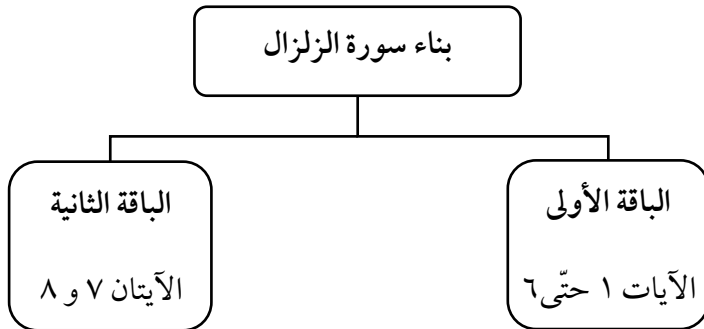 بناء سورة الزلزال
الباقة الأولى
الآيات ١ حتّى٦
الباقة الثانية
الآيتان ٧ و ٨